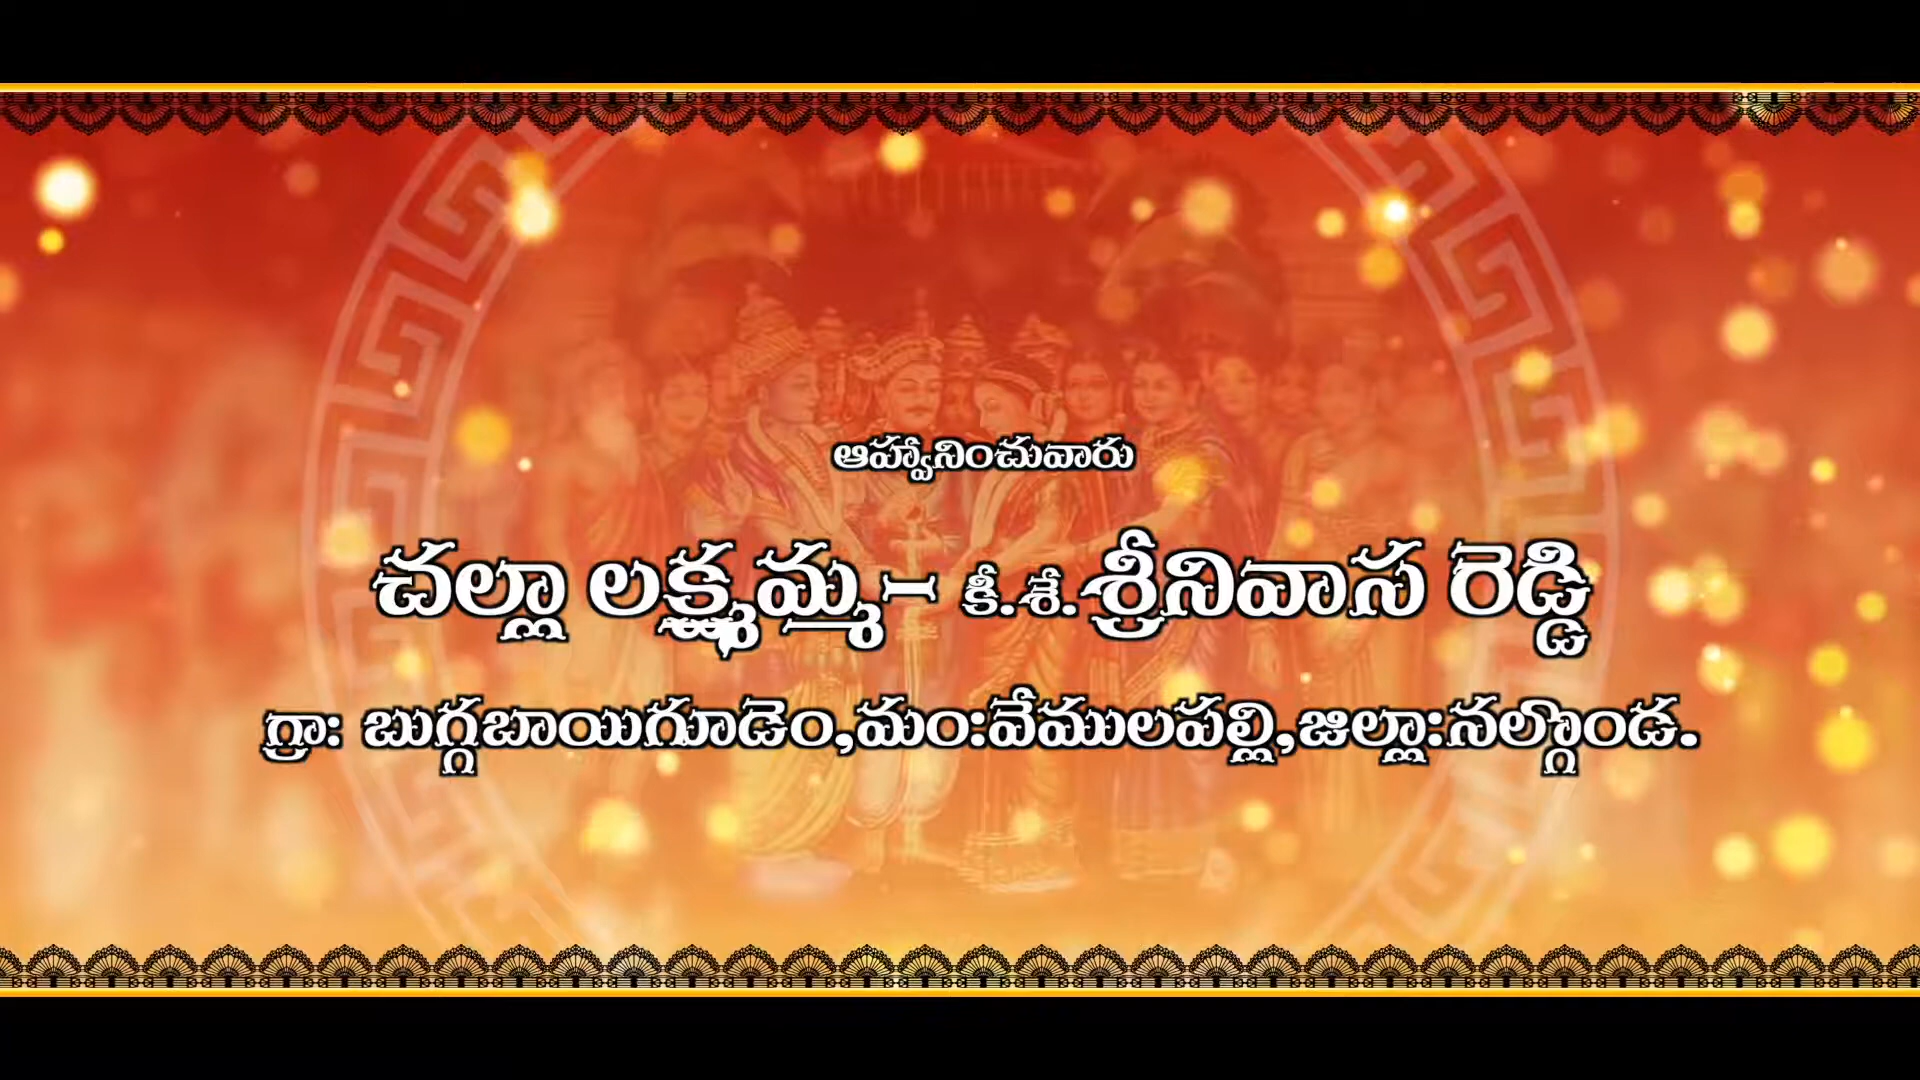 ఆహ్వానించువారు
చల్లా లక్ష్మమ్మ - కీ.శే. శ్రీనివాస రెడ్డి
గ్రా: బుగ్గబాయిగూడెం,మం:వేములపల్లి,జిల్లా:నల్గొండ.